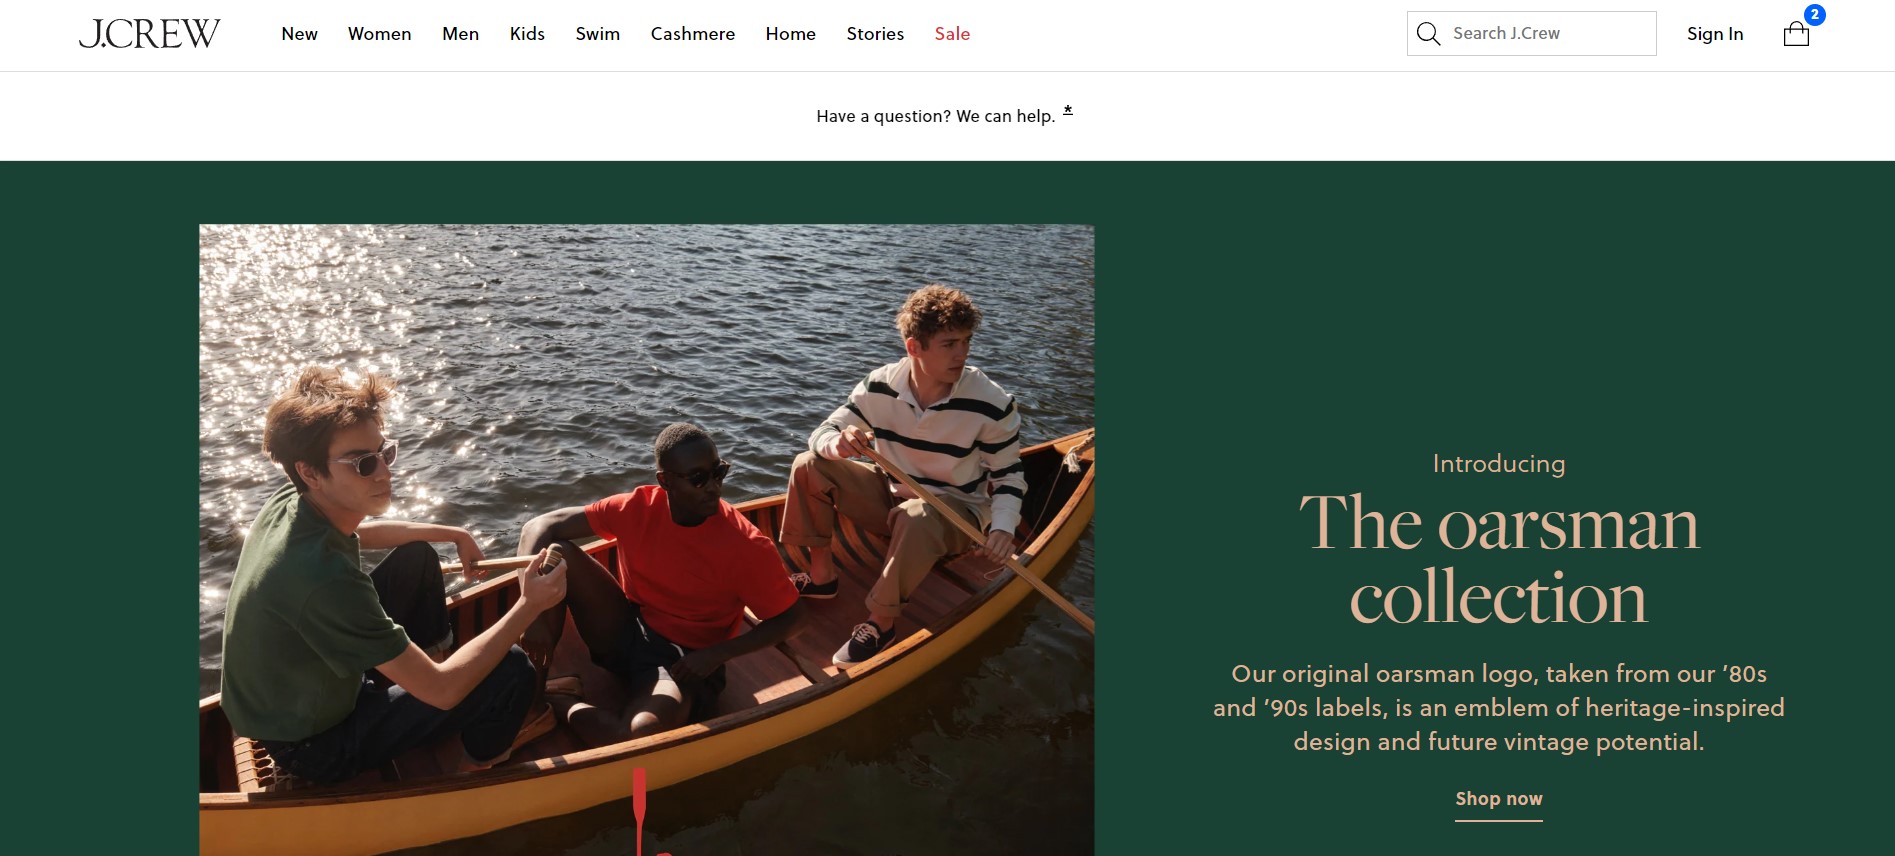 J.CREW
New
Women
Men
Kids
Swim
Cashmere
Home
Stories
Sale
Search J.Crew
Sign In
2
Have a question? We can help. *
Introducing
The oarsman
collection
Our original oarsman logo, taken from our ’80s
and ’90s labels, is an emblem of heritage-inspired
design and future vintage potential.
Shop now